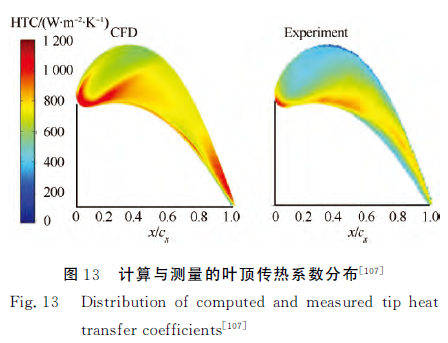 HTC/(W·m⁻²·K⁻¹) CFD Experiment
1 200
1 000
800
600
400
200
0
0 0.2 0.4 0.6 0.8 1.0
x/cg
0 0.2 0.4 0.6 0.8 1.0
x/cg
图 13 计算与测量的叶顶传热系数分布[107]
Fig. 13 Distribution of computed and measured tip heat
transfer coefficients[107]